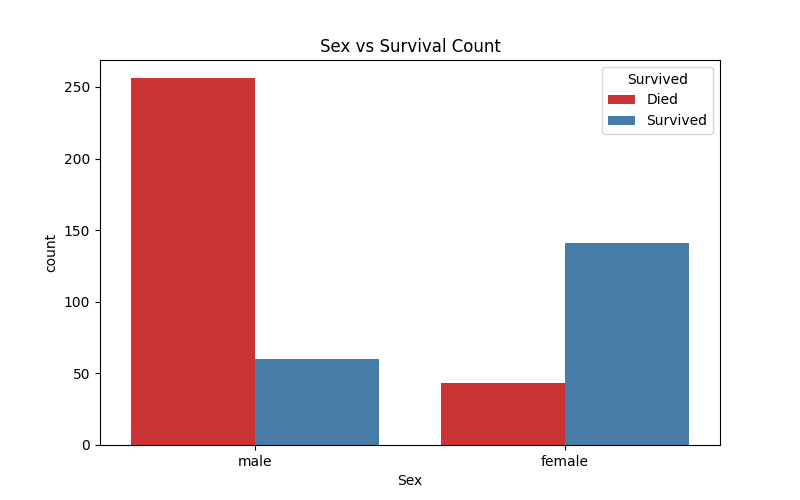 Sex vs Survival Count
Survived
Died
Survived
250
200
150
100
50
0
count
male
female
Sex